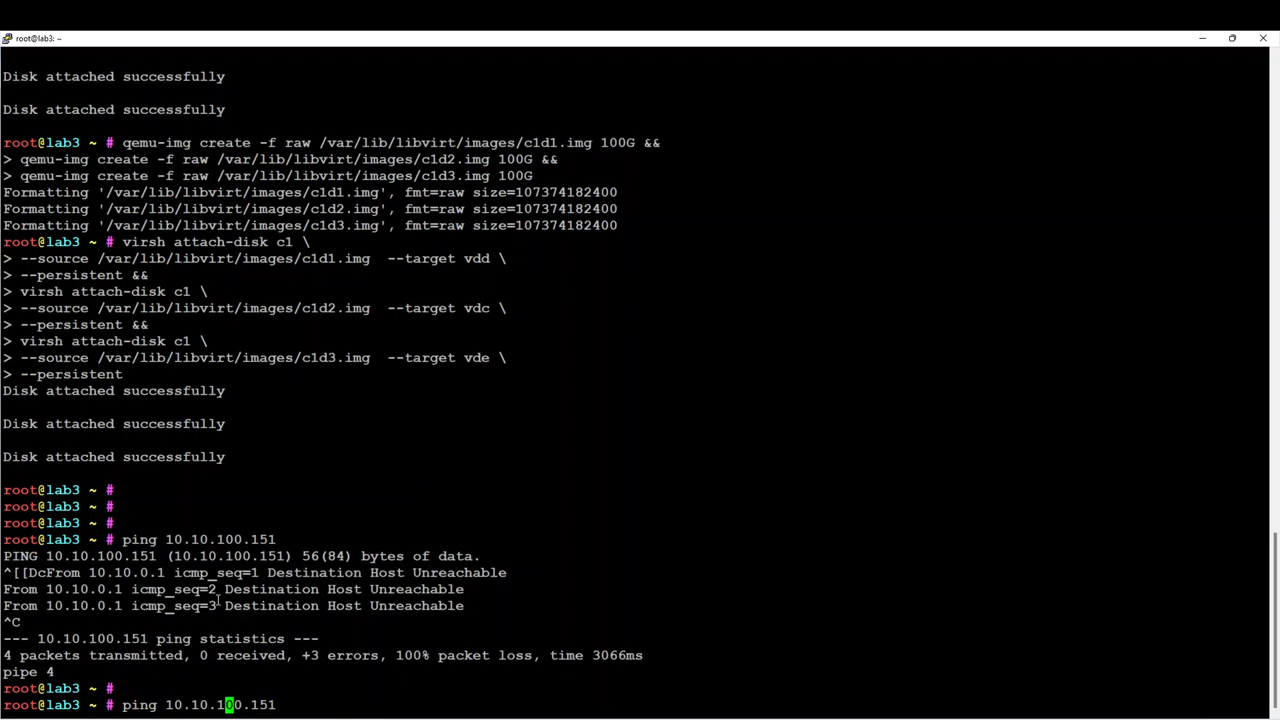 root@lab3: ~
Disk attached successfully
Disk attached successfully
root@lab3 ~ # qemu-img create -f raw /var/lib/libvirt/images/c1d1.img 100G &&
> qemu-img create -f raw /var/lib/libvirt/images/c1d2.img 100G &&
> qemu-img create -f raw /var/lib/libvirt/images/c1d3.img 100G
Formatting '/var/lib/libvirt/images/c1d1.img', fmt=raw size=107374182400
Formatting '/var/lib/libvirt/images/c1d2.img', fmt=raw size=107374182400
Formatting '/var/lib/libvirt/images/c1d3.img', fmt=raw size=107374182400
root@lab3 ~ # virsh attach-disk c1 \
> --source /var/lib/libvirt/images/c1d1.img  --target vdd \
> --persistent &&
> virsh attach-disk c1 \
> --source /var/lib/libvirt/images/c1d2.img  --target vdc \
> --persistent &&
> virsh attach-disk c1 \
> --source /var/lib/libvirt/images/c1d3.img  --target vde \
> --persistent
Disk attached successfully
Disk attached successfully
Disk attached successfully
root@lab3 ~ #
root@lab3 ~ #
root@lab3 ~ #
root@lab3 ~ # ping 10.10.100.151
PING 10.10.100.151 (10.10.100.151) 56(84) bytes of data.
^[[DcFrom 10.10.0.1 icmp_seq=1 Destination Host Unreachable
From 10.10.0.1 icmp_seq=2 Destination Host Unreachable
From 10.10.0.1 icmp_seq=3 Destination Host Unreachable
^C
--- 10.10.100.151 ping statistics ---
4 packets transmitted, 0 received, +3 errors, 100% packet loss, time 3066ms
pipe 4
root@lab3 ~ #
root@lab3 ~ # ping 10.10.100.151